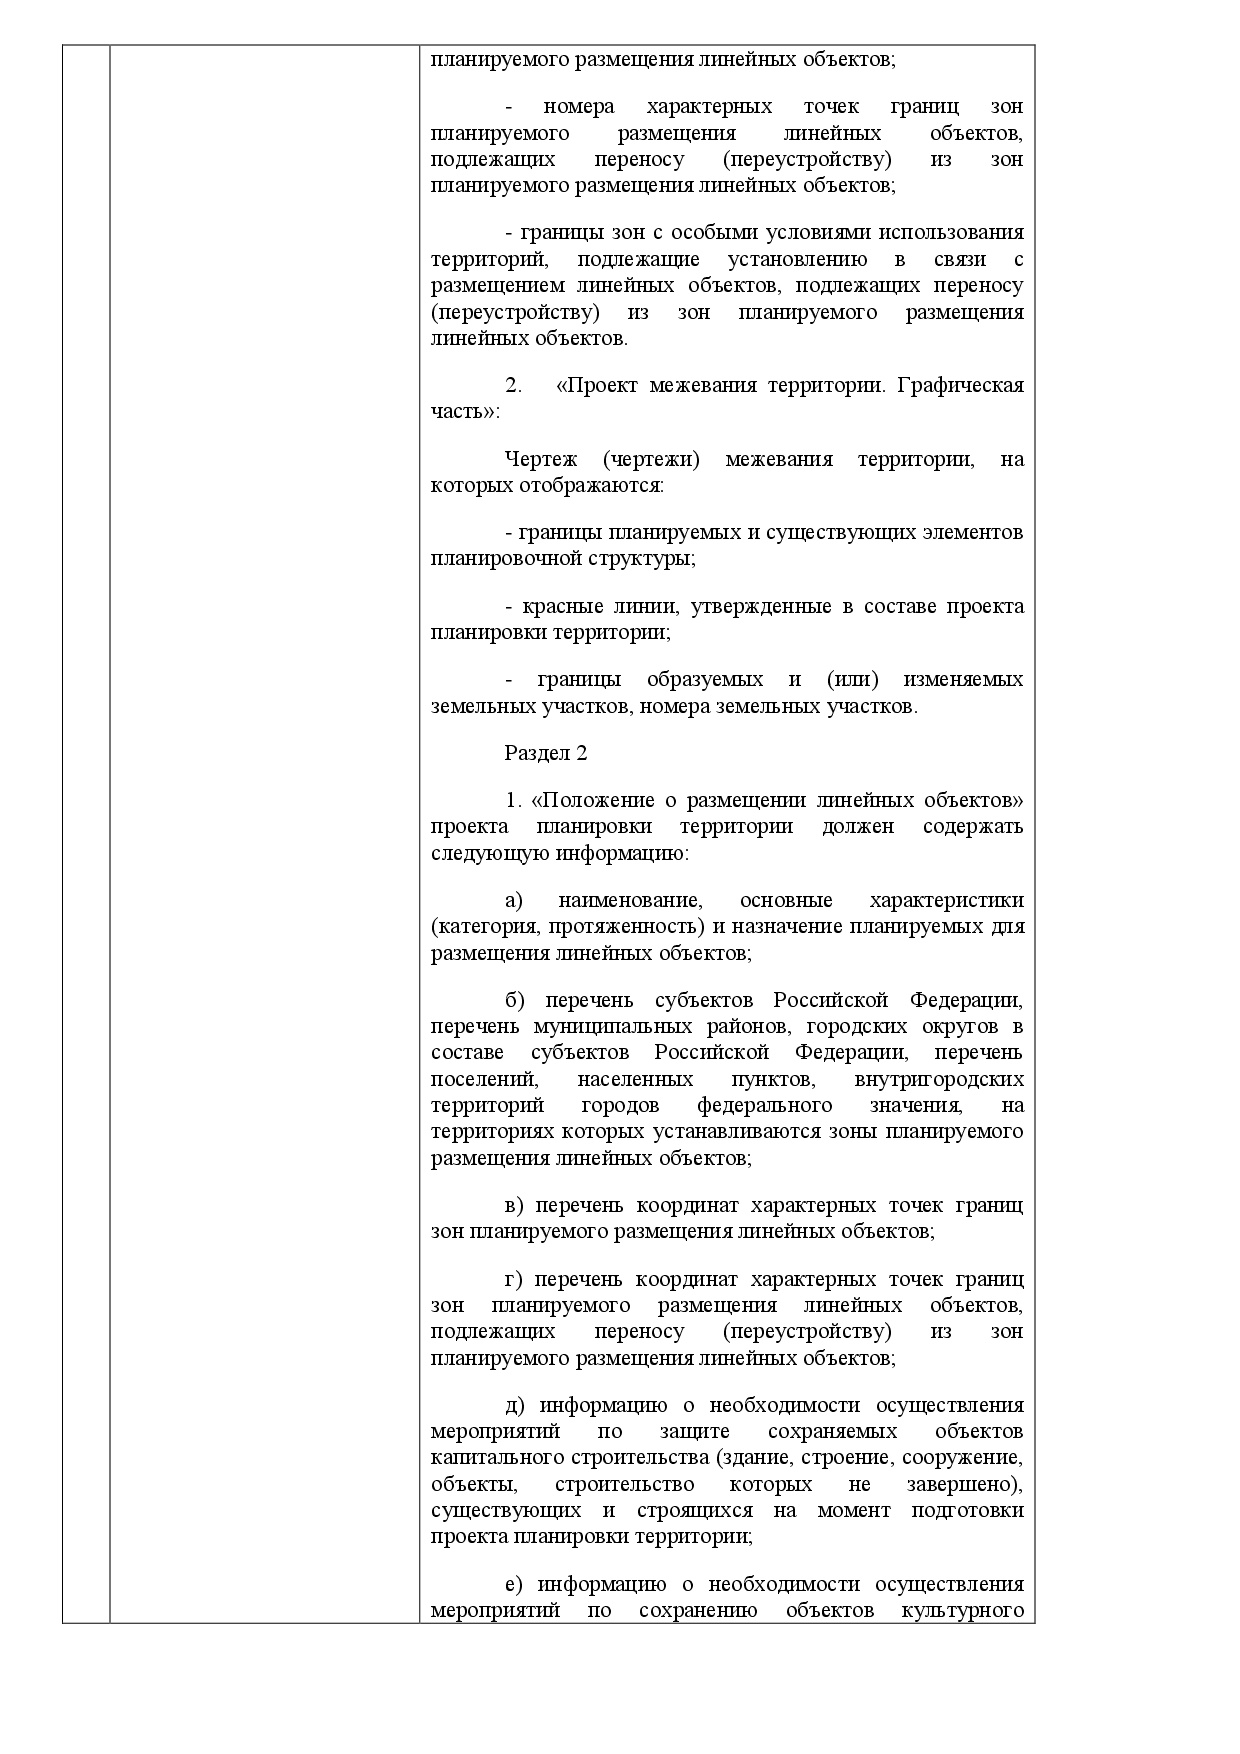 планируемого размещения линейных объектов;
- номера характерных точек границ зон
планируемого размещения линейных объектов,
подлежащих переносу (переустройству) из зон
планируемого размещения линейных объектов;
- границы зон с особыми условиями использования
территорий, подлежащие установлению в связи с
размещением линейных объектов, подлежащих переносу
(переустройству) из зон планируемого размещения
линейных объектов.
2. «Проект межевания территории. Графическая
часть»:
Чертеж (чертежи) межевания территории, на
которых отображаются:
- границы планируемых и существующих элементов
планировочной структуры;
- красные линии, утвержденные в составе проекта
планировки территории;
- границы образуемых и (или) изменяемых
земельных участков, номера земельных участков.
Раздел 2
1. «Положение о размещении линейных объектов»
проекта планировки территории должен содержать
следующую информацию:
а) наименование, основные характеристики
(категория, протяженность) и назначение планируемых для
размещения линейных объектов;
б) перечень субъектов Российской Федерации,
перечень муниципальных районов, городских округов в
составе субъектов Российской Федерации, перечень
поселений, населенных пунктов, внутригородских
территорий городов федерального значения, на
территориях которых устанавливаются зоны планируемого
размещения линейных объектов;
в) перечень координат характерных точек границ
зон планируемого размещения линейных объектов;
г) перечень координат характерных точек границ
зон планируемого размещения линейных объектов,
подлежащих переносу (переустройству) из зон
планируемого размещения линейных объектов;
д) информацию о необходимости осуществления
мероприятий по защите сохраняемых объектов
капитального строительства (здание, строение, сооружение,
объекты, строительство которых не завершено),
существующих и строящихся на момент подготовки
проекта планировки территории;
е) информацию о необходимости осуществления
мероприятий по сохранению объектов культурного